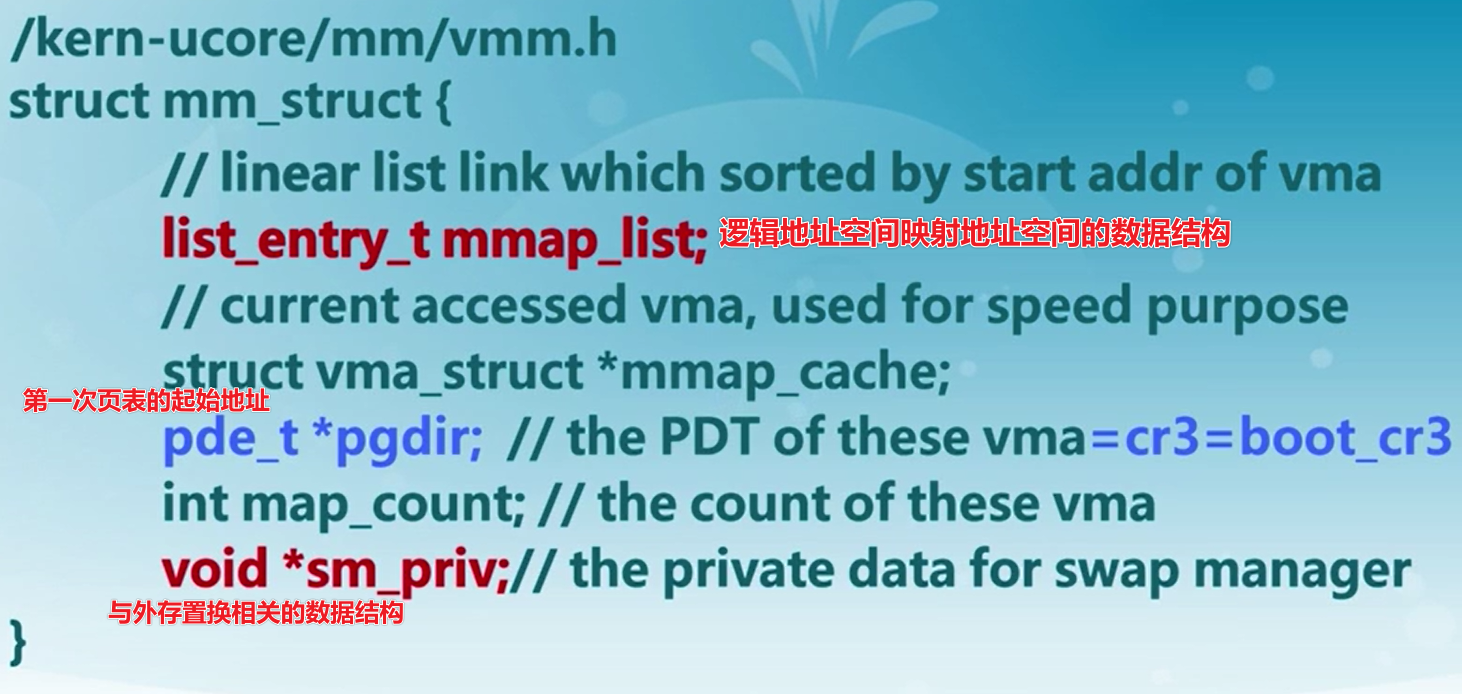 /kern-ucore/mm/vmm.h
struct mm_struct {
// linear list link which sorted by start addr of vma
list_entry_t mmap_list; 逻辑地址空间映射地址空间的数据结构
// current accessed vma, used for speed purpose
struct vma_struct *mmap_cache;
第一次页表的起始地址
pde_t *pgdir; // the PDT of these vma=cr3=boot_cr3
int map_count; // the count of these vma
void *sm_priv;// the private data for swap manager
与外存置换相关的数据结构
}